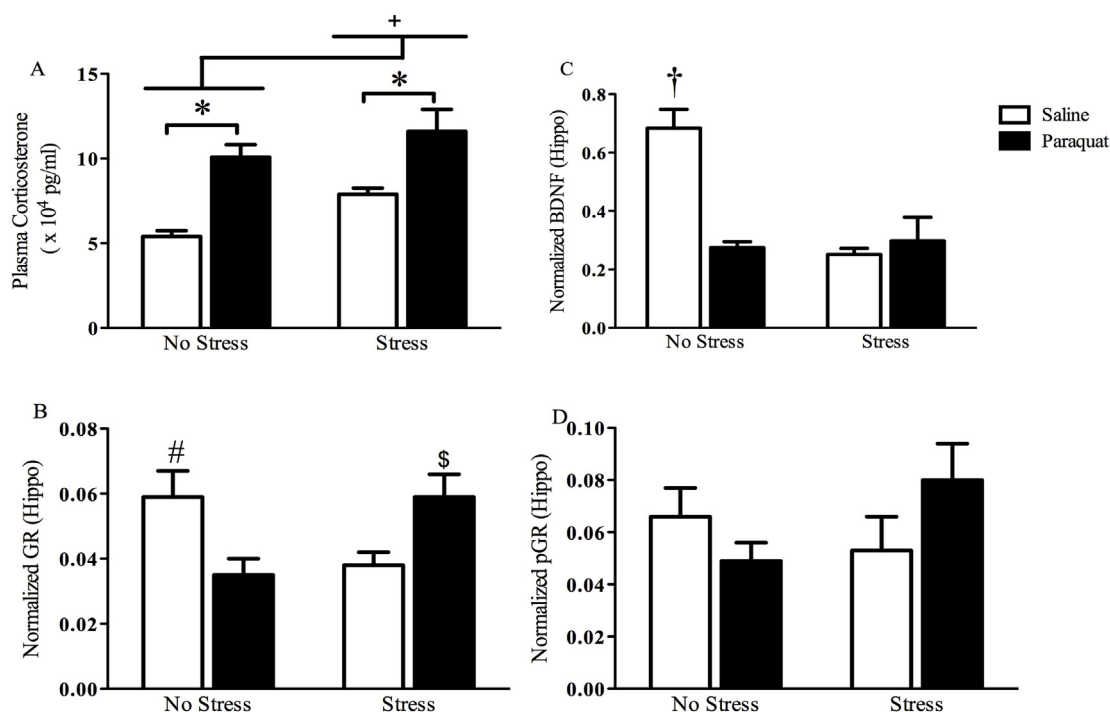 A
+
*
*
Plasma Corticosterone
( x 10⁴ pg/ml)
15
10
5
0
No Stress
Stress
C
†
Normalized BDNF (Hippo)
0.8
0.6
0.4
0.2
0.0
No Stress
Stress
Saline
Paraquat
B
#
$
Normalized GR (Hippo)
0.08
0.06
0.04
0.02
0.00
No Stress
Stress
D
Normalized pGR (Hippo)
0.10
0.08
0.06
0.04
0.02
0.00
No Stress
Stress